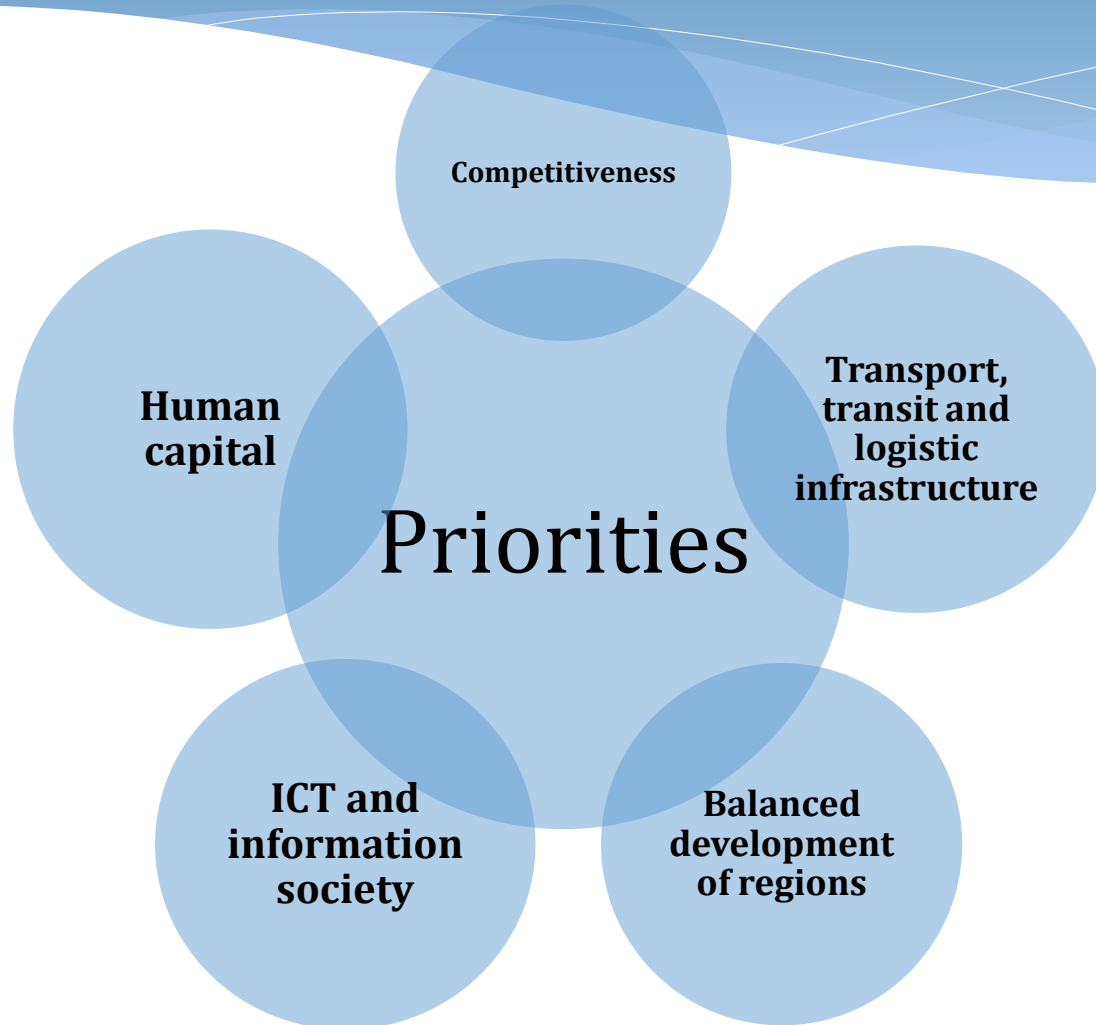 Competitiveness
Human
capital
Transport,
transit and
logistic
infrastructure
Priorities
ICT and
information
society
Balanced
development
of regions